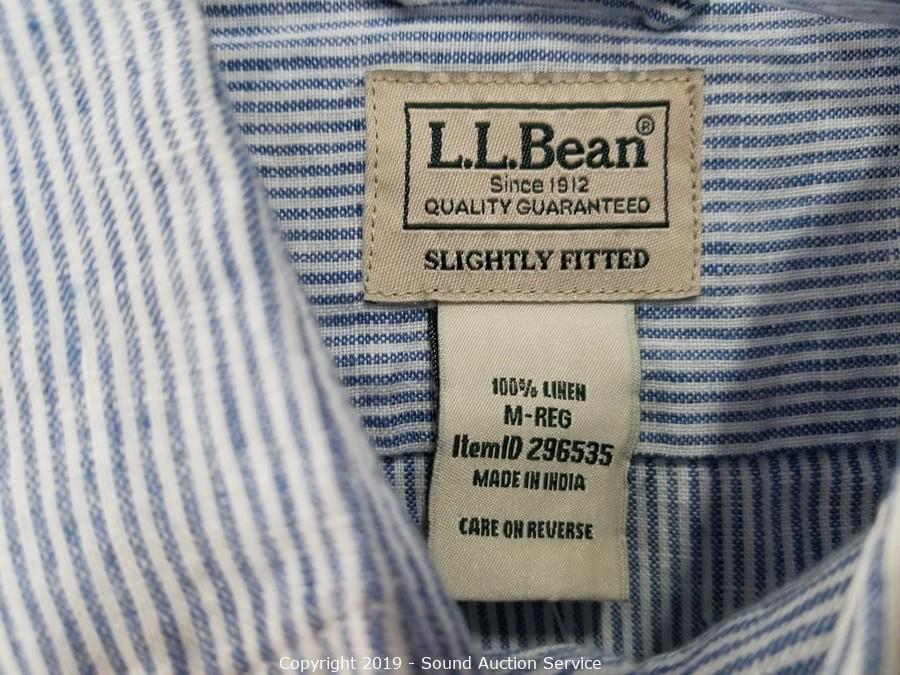 L.L.Bean®
Since 1912
QUALITY GUARANTEED
SLIGHTLY FITTED
100% LINEN
M-REG
ItemID 296535
MADE IN INDIA
CARE ON REVERSE
Copyright 2019 - Sound Auction Service